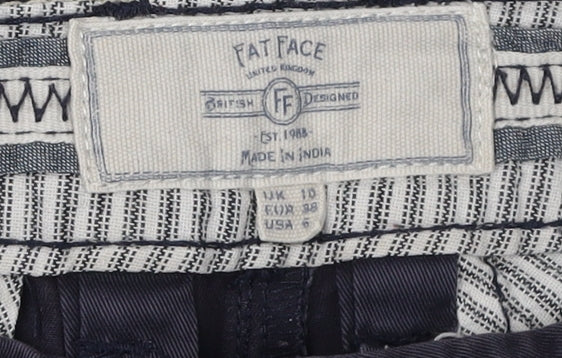 FAT FACE
UNITED KINGDOM
BRITISH FF DESIGNED
-EST. 1988-
MADE IN INDIA
UK 10
EUR 38
USA 6